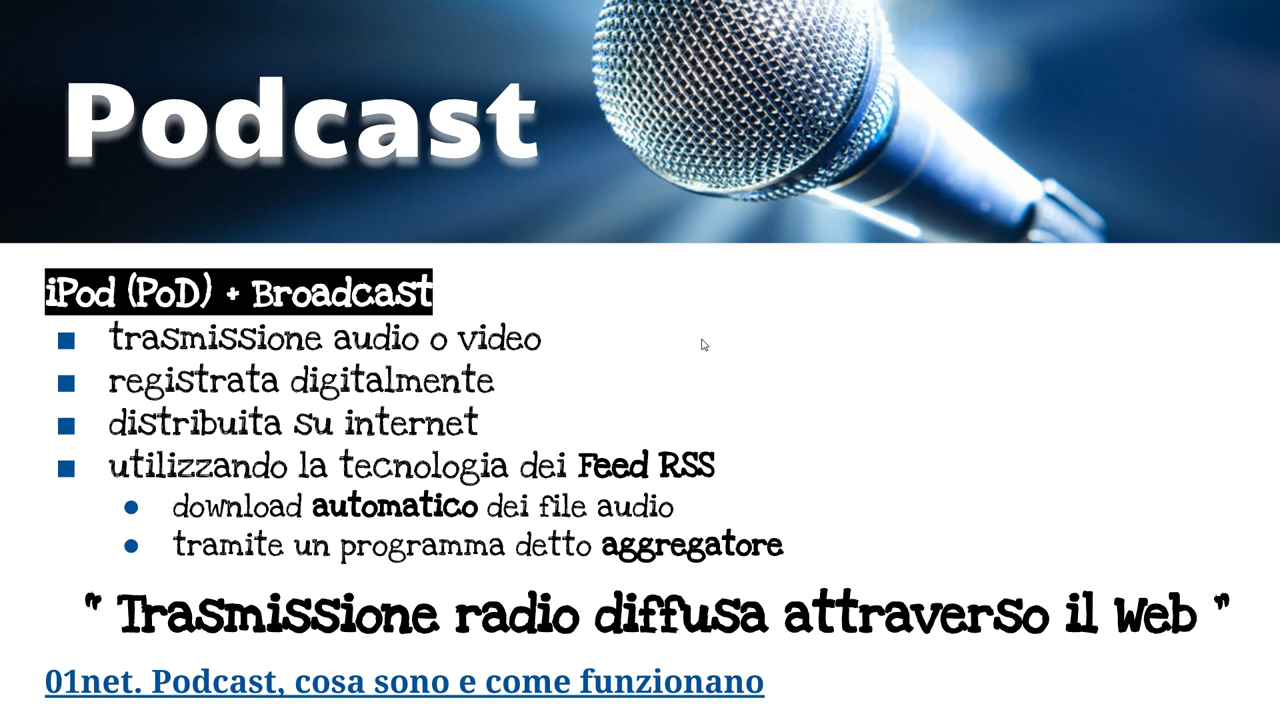 Podcast
iPod (PoD) + Broadcast
trasmissione audio o video
registrata digitalmente
distribuita su internet
utilizzando la tecnologia dei Feed RSS
download automatico dei file audio
tramite un programma detto aggregatore
" Trasmissione radio diffusa attraverso il Web "
01net. Podcast, cosa sono e come funzionano